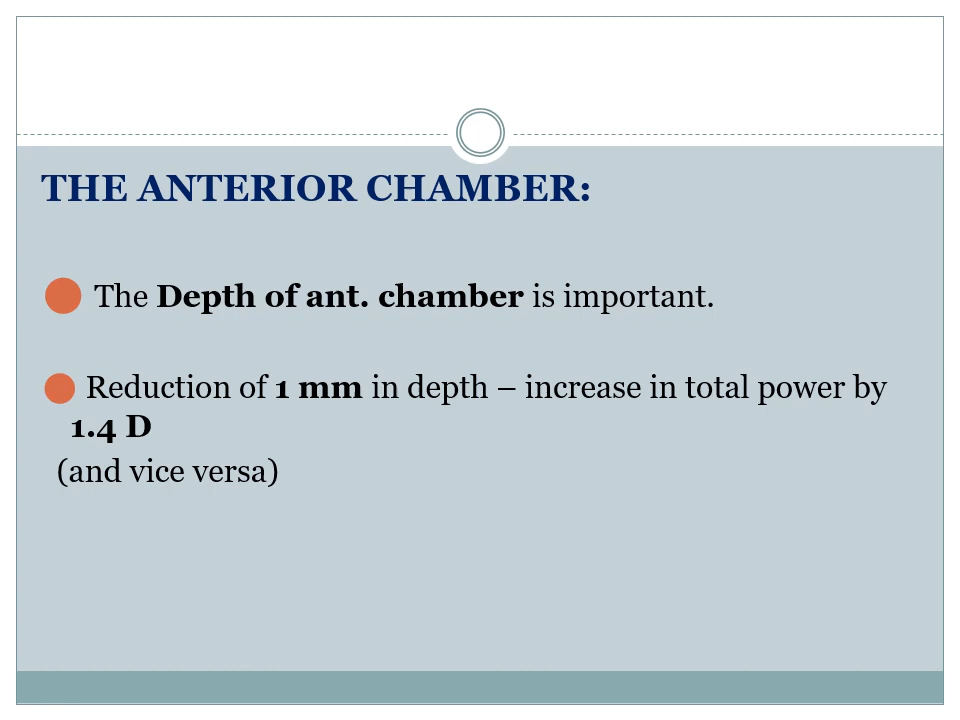 THE ANTERIOR CHAMBER:
The Depth of ant. chamber is important.
Reduction of 1 mm in depth – increase in total power by
1.4 D
(and vice versa)